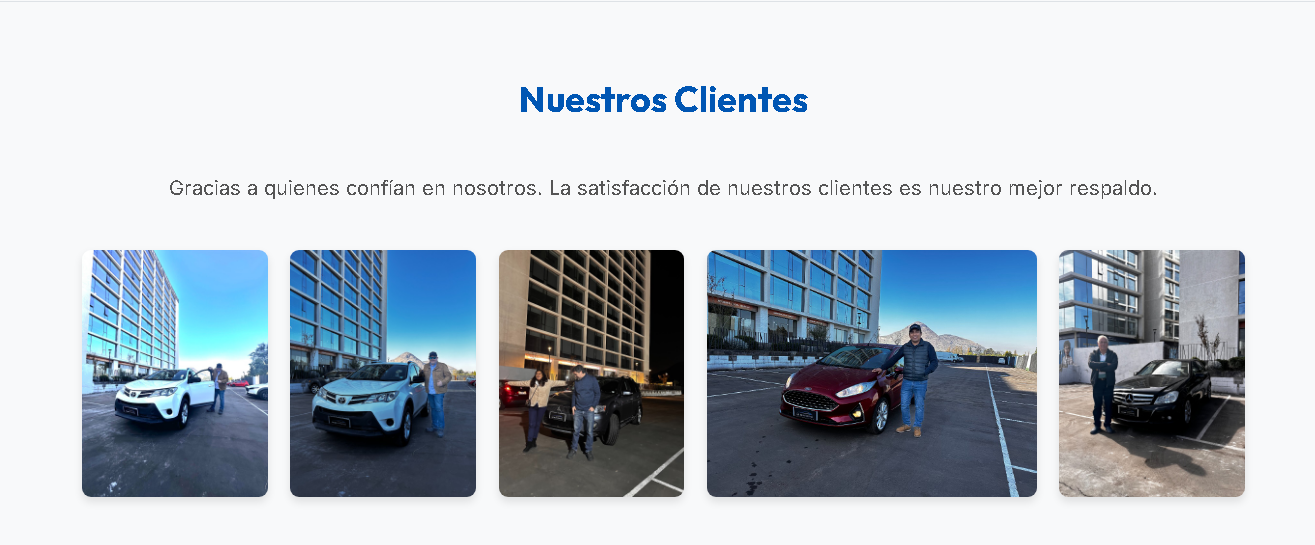 Nuestros Clientes
Gracias a quienes confían en nosotros. La satisfacción de nuestros clientes es nuestro mejor respaldo.